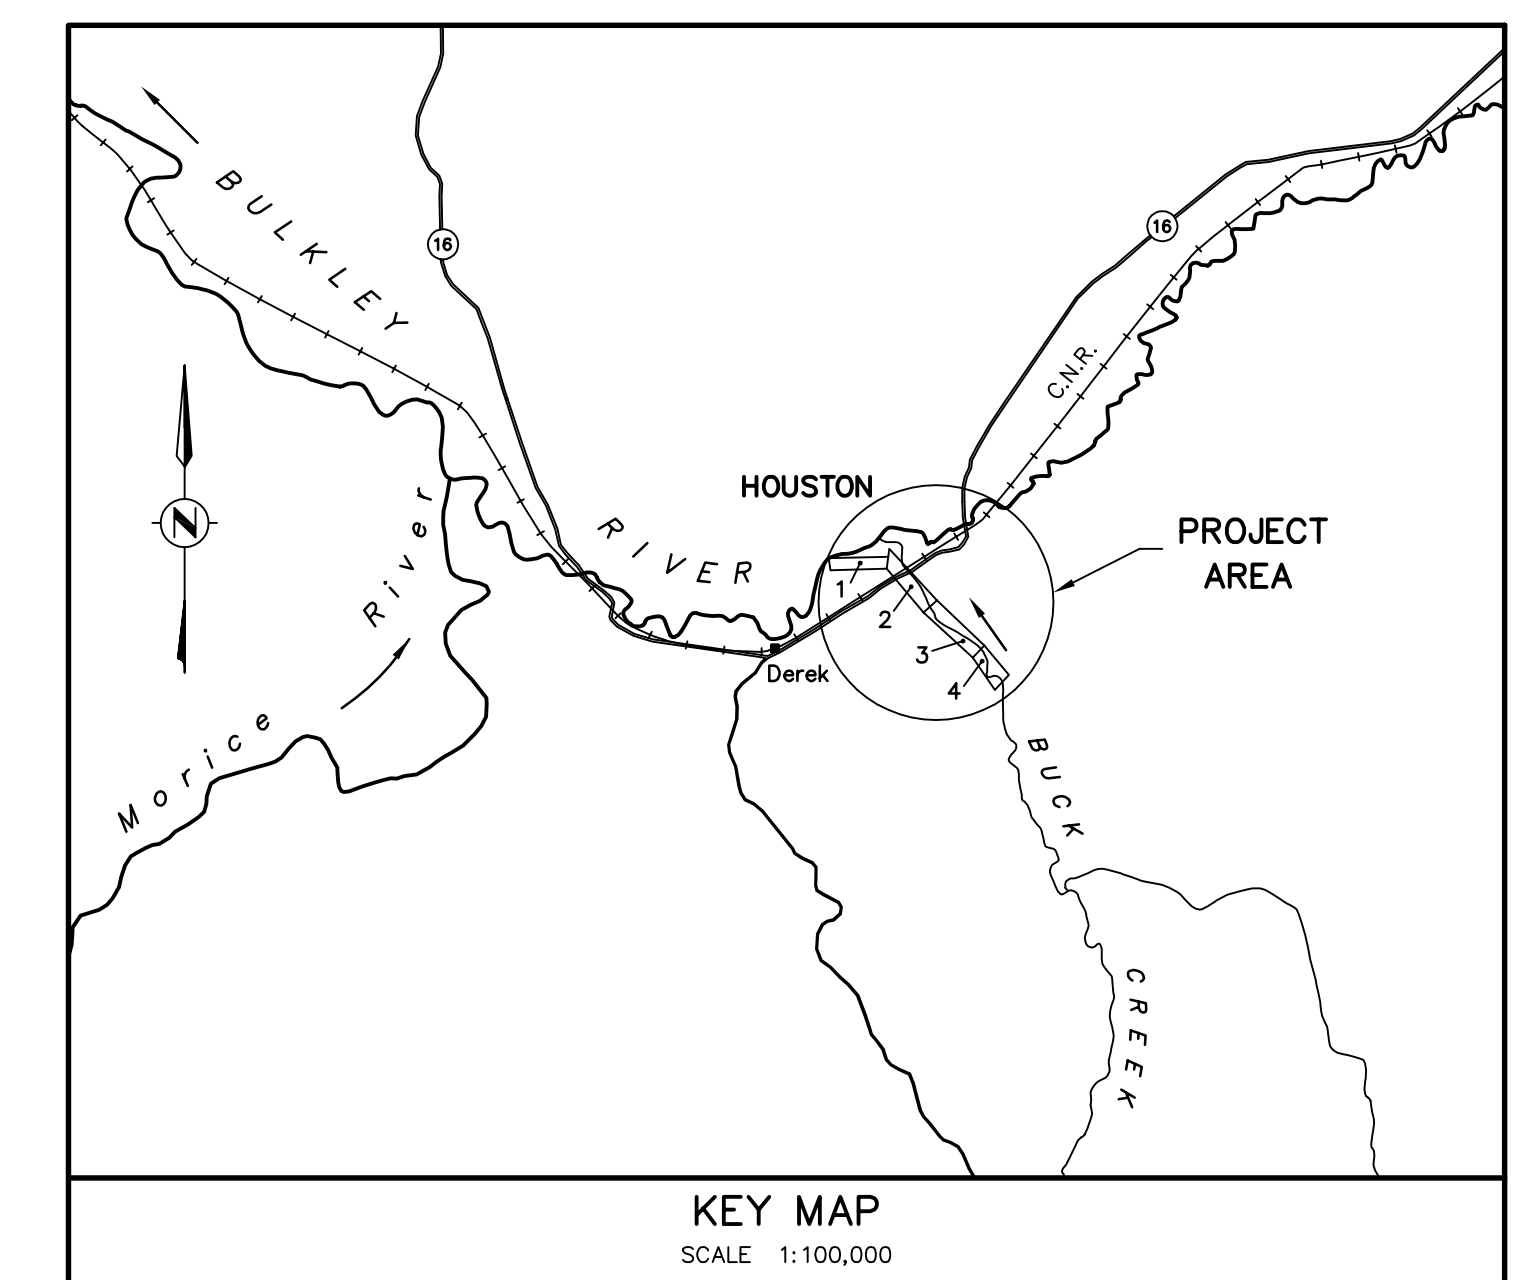 BULKLEY
16
16
C.N.R.
HOUSTON
RIVER
PROJECT
AREA
N
Morice River
1
2
3
4
Derek
BUCK
CREEK
KEY MAP
SCALE 1:100,000